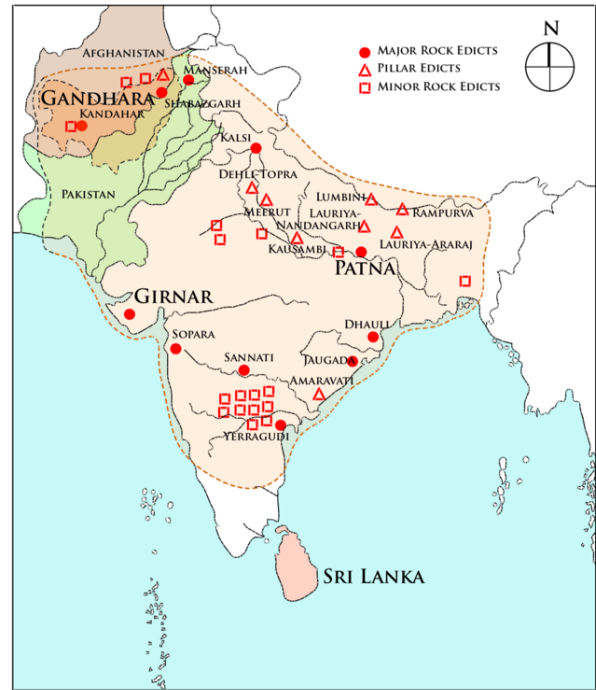 Major Rock Edicts
Pillar Edicts
Minor Rock Edicts
N
Afghanistan
Manserah
Gandhara
Shabazgarh
Kandahar
Kalsi
Dehli-Topra
Pakistan
Meerut
Lumbini
Rampurva
Lauriya-
Nandangarh
Lauriya-Araraj
Kausambi
Patna
Girnar
Sopara
Dhauli
Sannati
Jaugada
Amaravati
Yerragudi
Sri Lanka